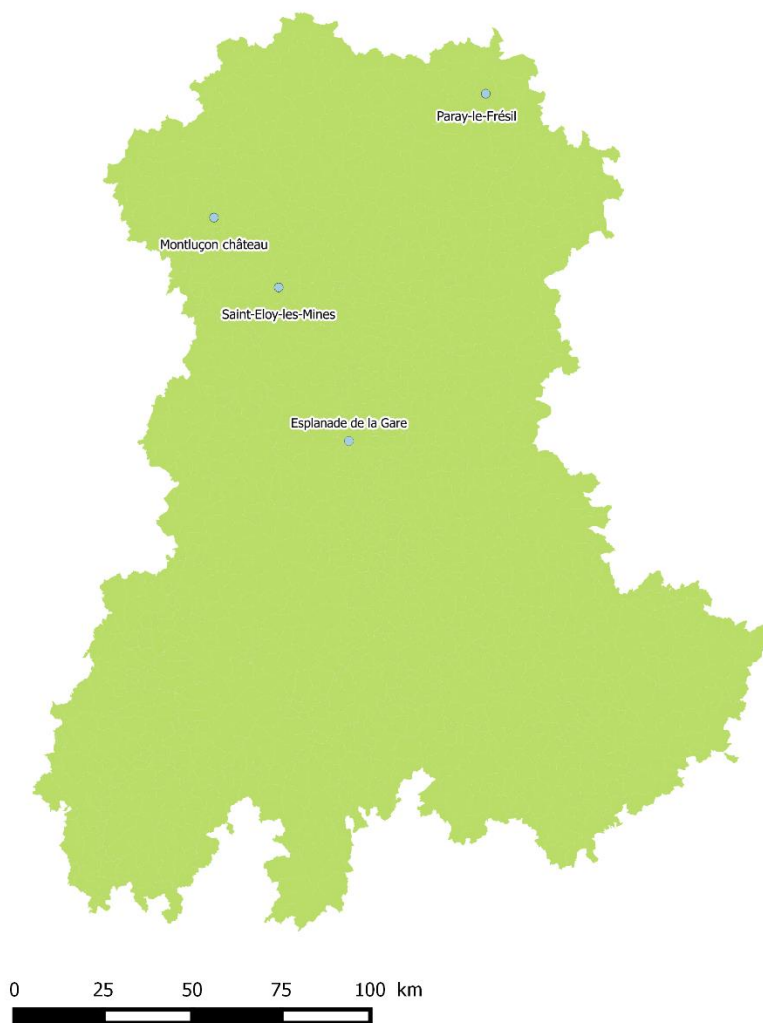 Paray-le-Frésil
Montluçon château
Saint-Eloy-les-Mines
Esplanade de la Gare
0 25 50 75 100 km